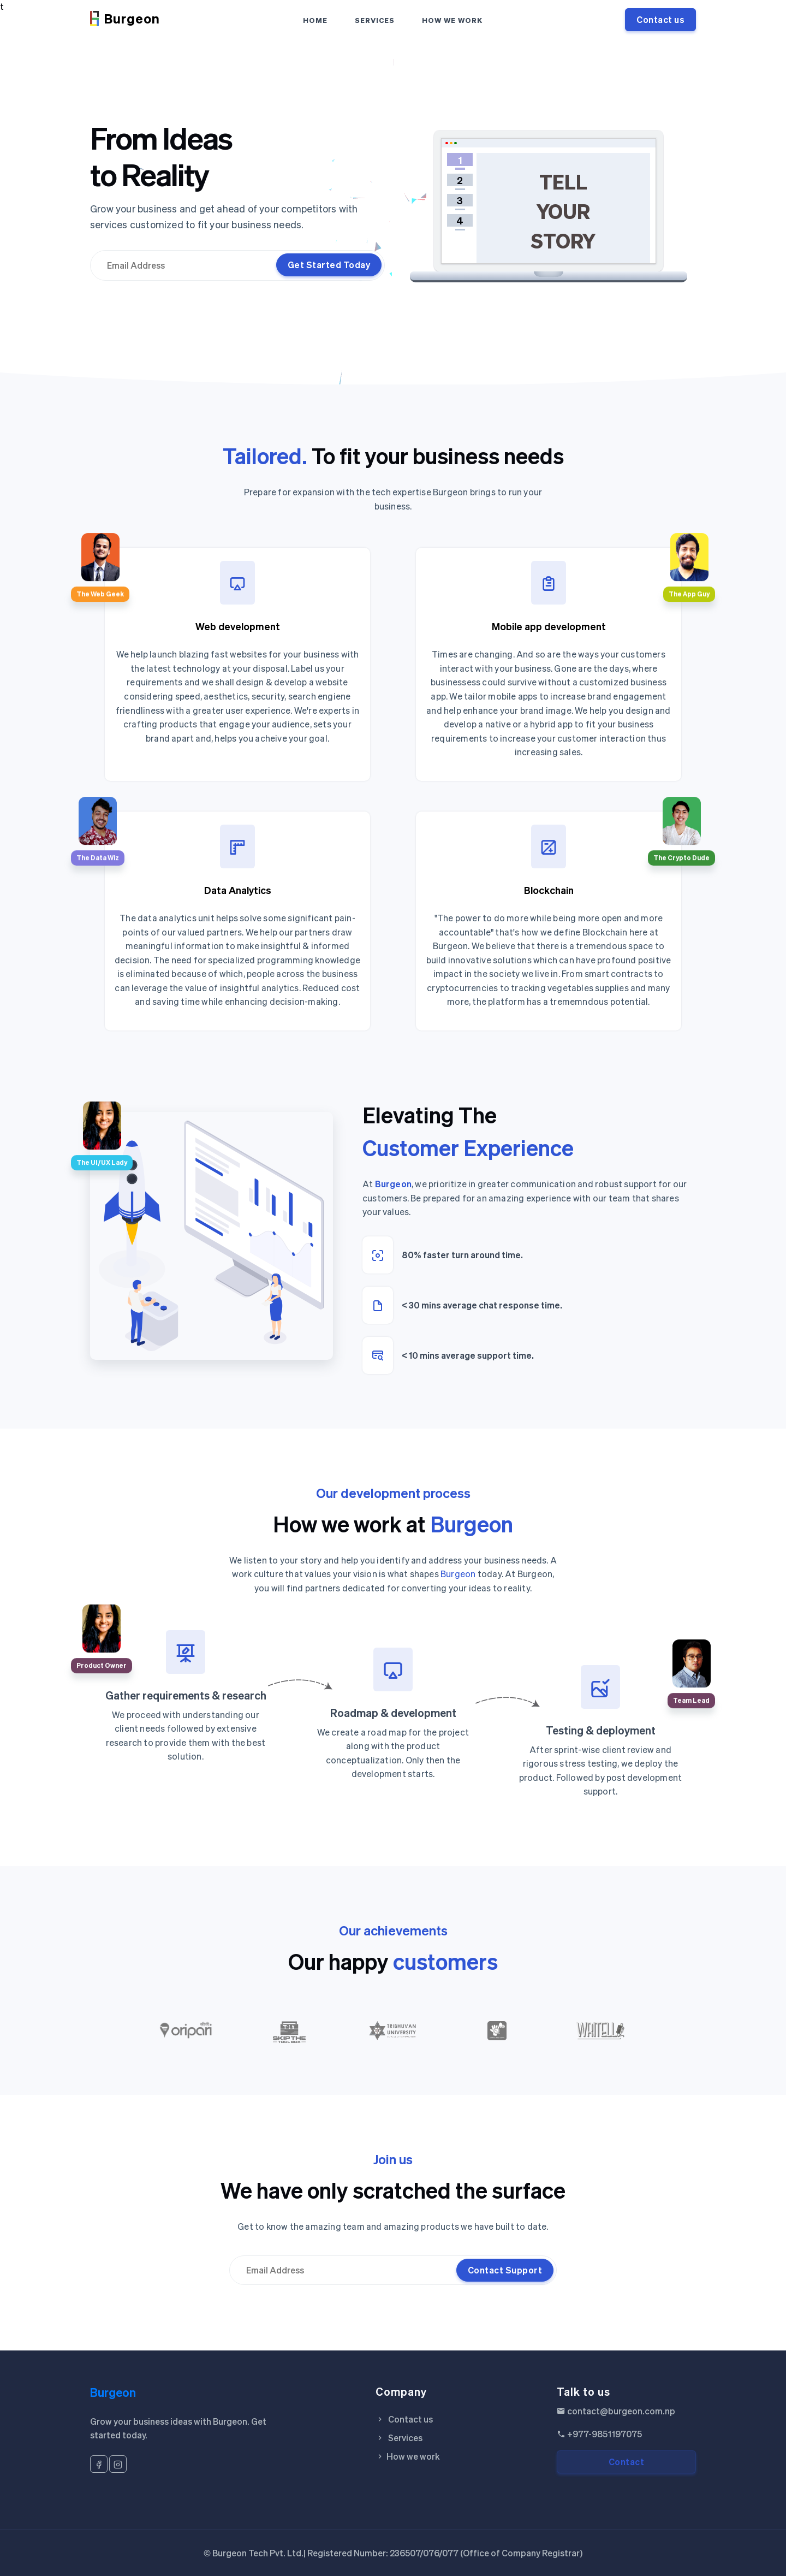 t
Burgeon
HOME SERVICES HOW WE WORK
Contact us
From Ideas
to Reality
Grow your business and get ahead of your competitors with
services customized to fit your business needs.
Email Address
Get Started Today
1
2
3
4
TELL
YOUR
STORY
Tailored. To fit your business needs
Prepare for expansion with the tech expertise Burgeon brings to run your
business.
The Web Geek
Web development
We help launch blazing fast websites for your business with
the latest technology at your disposal. Label us your
requirements and we shall design & develop a website
considering speed, aesthetics, security, search engiene
friendliness with a greater user experience. We're experts in
crafting products that engage your audience, sets your
brand apart and, helps you acheive your goal.
The App Guy
Mobile app development
Times are changing. And so are the ways your customers
interact with your business. Gone are the days, where
businessess could survive without a customized business
app. We tailor mobile apps to increase brand engagement
and help enhance your brand image. We help you design and
develop a native or a hybrid app to fit your business
requirements to increase your customer interaction thus
increasing sales.
The Data Wiz
Data Analytics
The data analytics unit helps solve some significant pain-
points of our valued partners. We help our partners draw
meaningful information to make insightful & informed
decision. The need for specialized programming knowledge
is eliminated because of which, people across the business
can leverage the value of insightful analytics. Reduced cost
and saving time while enhancing decision-making.
The Crypto Dude
Blockchain
"The power to do more while being more open and more
accountable" that's how we define Blockchain here at
Burgeon. We believe that there is a tremendous space to
build innovative solutions which can have profound positive
impact in the society we live in. From smart contracts to
cryptocurrencies to tracking vegetables supplies and many
more, the platform has a trememndous potential.
The UI/UX Lady
Elevating The
Customer Experience
At Burgeon, we prioritize in greater communication and robust support for our
customers. Be prepared for an amazing experience with our team that shares
your values.
80% faster turn around time.
< 30 mins average chat response time.
< 10 mins average support time.
Our development process
How we work at Burgeon
We listen to your story and help you identify and address your business needs. A
work culture that values your vision is what shapes Burgeon today. At Burgeon,
you will find partners dedicated for converting your ideas to reality.
Product Owner
Gather requirements & research
We proceed with understanding our
client needs followed by extensive
research to provide them with the best
solution.
Roadmap & development
We create a road map for the project
along with the product
conceptualization. Only then the
development starts.
Team Lead
Testing & deployment
After sprint-wise client review and
rigorous stress testing, we deploy the
product. Followed by post development
support.
Our achievements
Our happy customers
oripari
SKIP THE
TRIBHUVAN
UNIVERSITY
Join us
We have only scratched the surface
Get to know the amazing team and amazing products we have built to date.
Email Address
Contact Support
Burgeon
Grow your business ideas with Burgeon. Get
started today.
Company
Contact us
Services
How we work
Talk to us
contact@burgeon.com.np
+977-9851197075
Contact
© Burgeon Tech Pvt. Ltd.| Registered Number: 236507/076/077 (Office of Company Registrar)